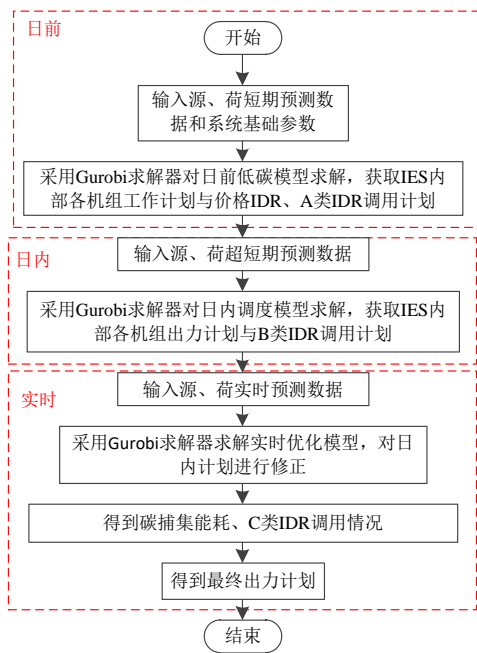 日前
开始
输入源、荷短期预测数
据和系统基础参数
采用Gurobi求解器对日前低碳模型求解，获取IES内
部各机组工作计划与价格IDR、A类IDR调用计划
日内
输入源、荷超短期预测数据
采用Gurobi求解器对日内调度模型求解，获取IES内
部各机组出力计划与B类IDR调用计划
实时
输入源、荷实时预测数据
采用Gurobi求解器求解实时优化模型，对日
内计划进行修正
得到碳捕集能耗、C类IDR调用情况
得到最终出力计划
结束